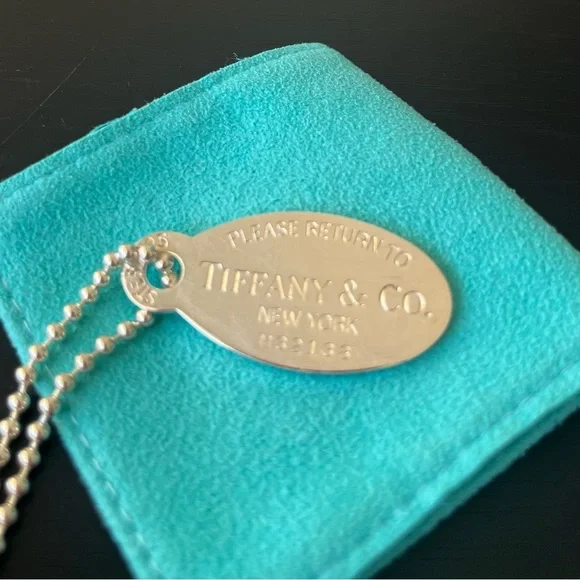 PLEASE RETURN TO
TIFFANY & CO.
NEW YORK